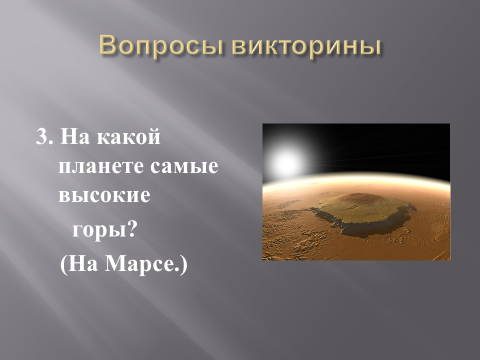 Вопросы викторины
3. На какой
планете самые
высокие
горы?
(На Марсе.)